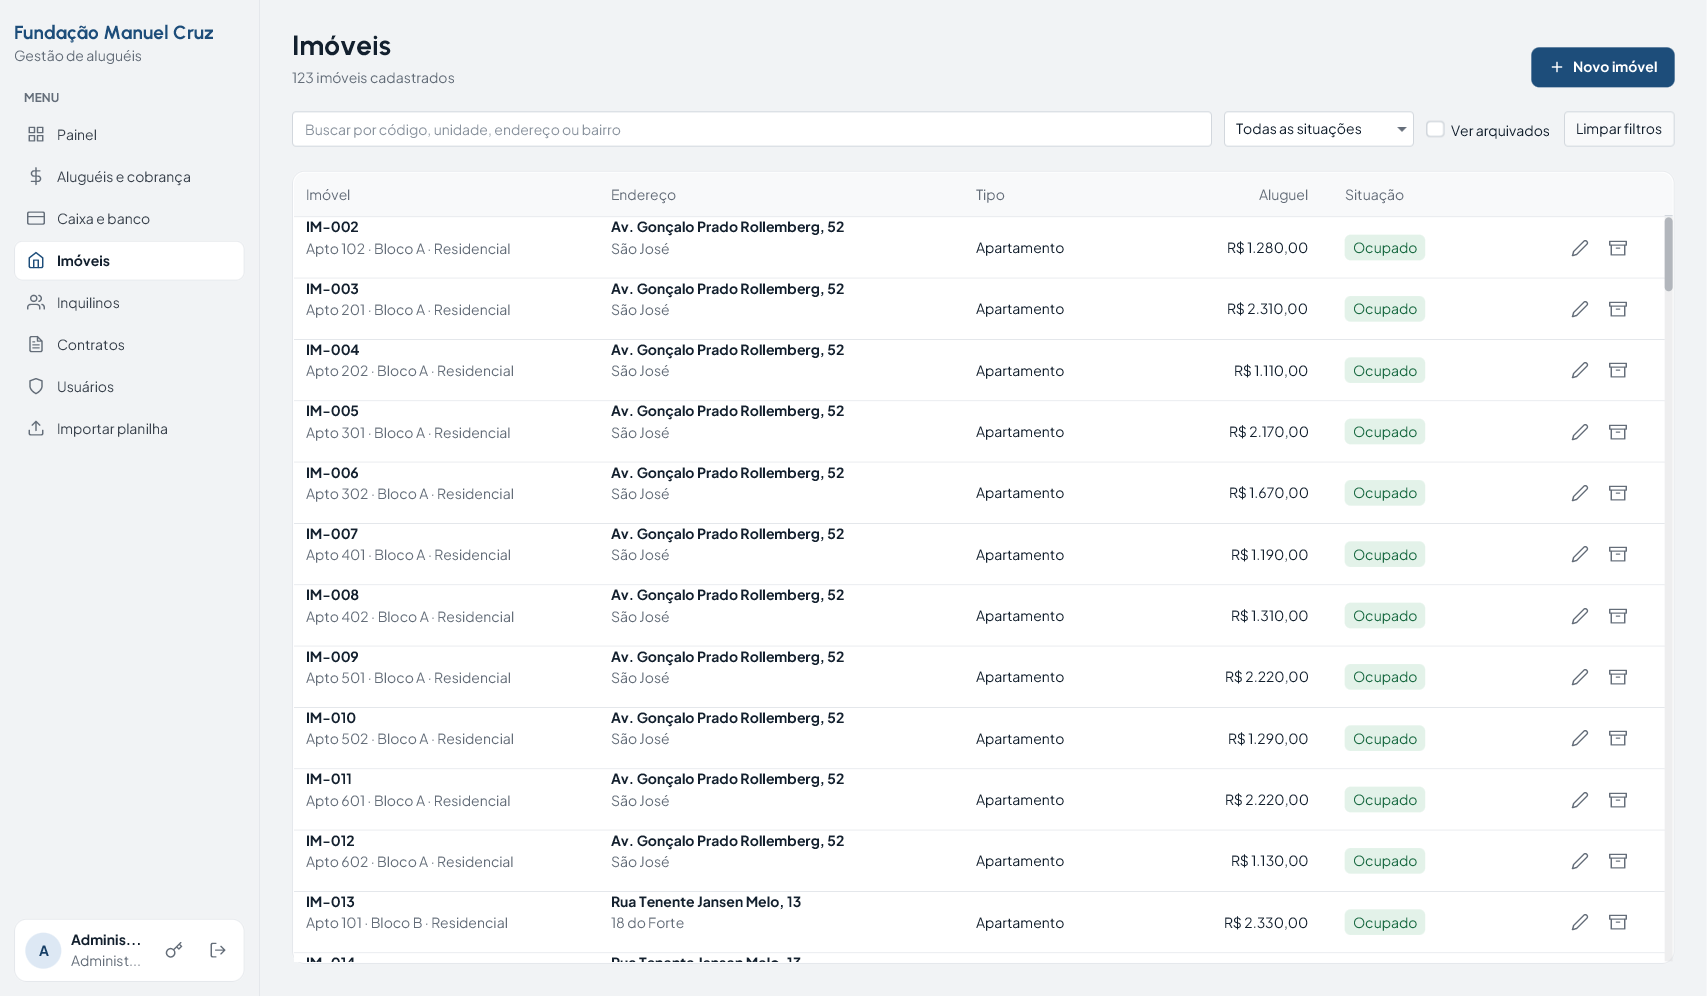 Fundação Manuel Cruz
Gestão de aluguéis
MENU
Painel
Aluguéis e cobrança
Caixa e banco
Imóveis
Inquilinos
Contratos
Usuários
Importar planilha
A
Adminis...
Administ...
Imóveis
123 imóveis cadastrados
+ Novo imóvel
Buscar por código, unidade, endereço ou bairro
Todas as situações
Ver arquivados
Limpar filtros
Imóvel Endereço Tipo Aluguel Situação
IM-002 Av. Gonçalo Prado Rollemberg, 52
Apto 102 · Bloco A · Residencial São José Apartamento R$ 1.280,00 Ocupado
IM-003 Av. Gonçalo Prado Rollemberg, 52
Apto 201 · Bloco A · Residencial São José Apartamento R$ 2.310,00 Ocupado
IM-004 Av. Gonçalo Prado Rollemberg, 52
Apto 202 · Bloco A · Residencial São José Apartamento R$ 1.110,00 Ocupado
IM-005 Av. Gonçalo Prado Rollemberg, 52
Apto 301 · Bloco A · Residencial São José Apartamento R$ 2.170,00 Ocupado
IM-006 Av. Gonçalo Prado Rollemberg, 52
Apto 302 · Bloco A · Residencial São José Apartamento R$ 1.670,00 Ocupado
IM-007 Av. Gonçalo Prado Rollemberg, 52
Apto 401 · Bloco A · Residencial São José Apartamento R$ 1.190,00 Ocupado
IM-008 Av. Gonçalo Prado Rollemberg, 52
Apto 402 · Bloco A · Residencial São José Apartamento R$ 1.310,00 Ocupado
IM-009 Av. Gonçalo Prado Rollemberg, 52
Apto 501 · Bloco A · Residencial São José Apartamento R$ 2.220,00 Ocupado
IM-010 Av. Gonçalo Prado Rollemberg, 52
Apto 502 · Bloco A · Residencial São José Apartamento R$ 1.290,00 Ocupado
IM-011 Av. Gonçalo Prado Rollemberg, 52
Apto 601 · Bloco A · Residencial São José Apartamento R$ 2.220,00 Ocupado
IM-012 Av. Gonçalo Prado Rollemberg, 52
Apto 602 · Bloco A · Residencial São José Apartamento R$ 1.130,00 Ocupado
IM-013 Rua Tenente Jansen Melo, 13
Apto 101 · Bloco B · Residencial 18 do Forte Apartamento R$ 2.330,00 Ocupado
IM-014 Rua Tenente Jansen Melo, 13